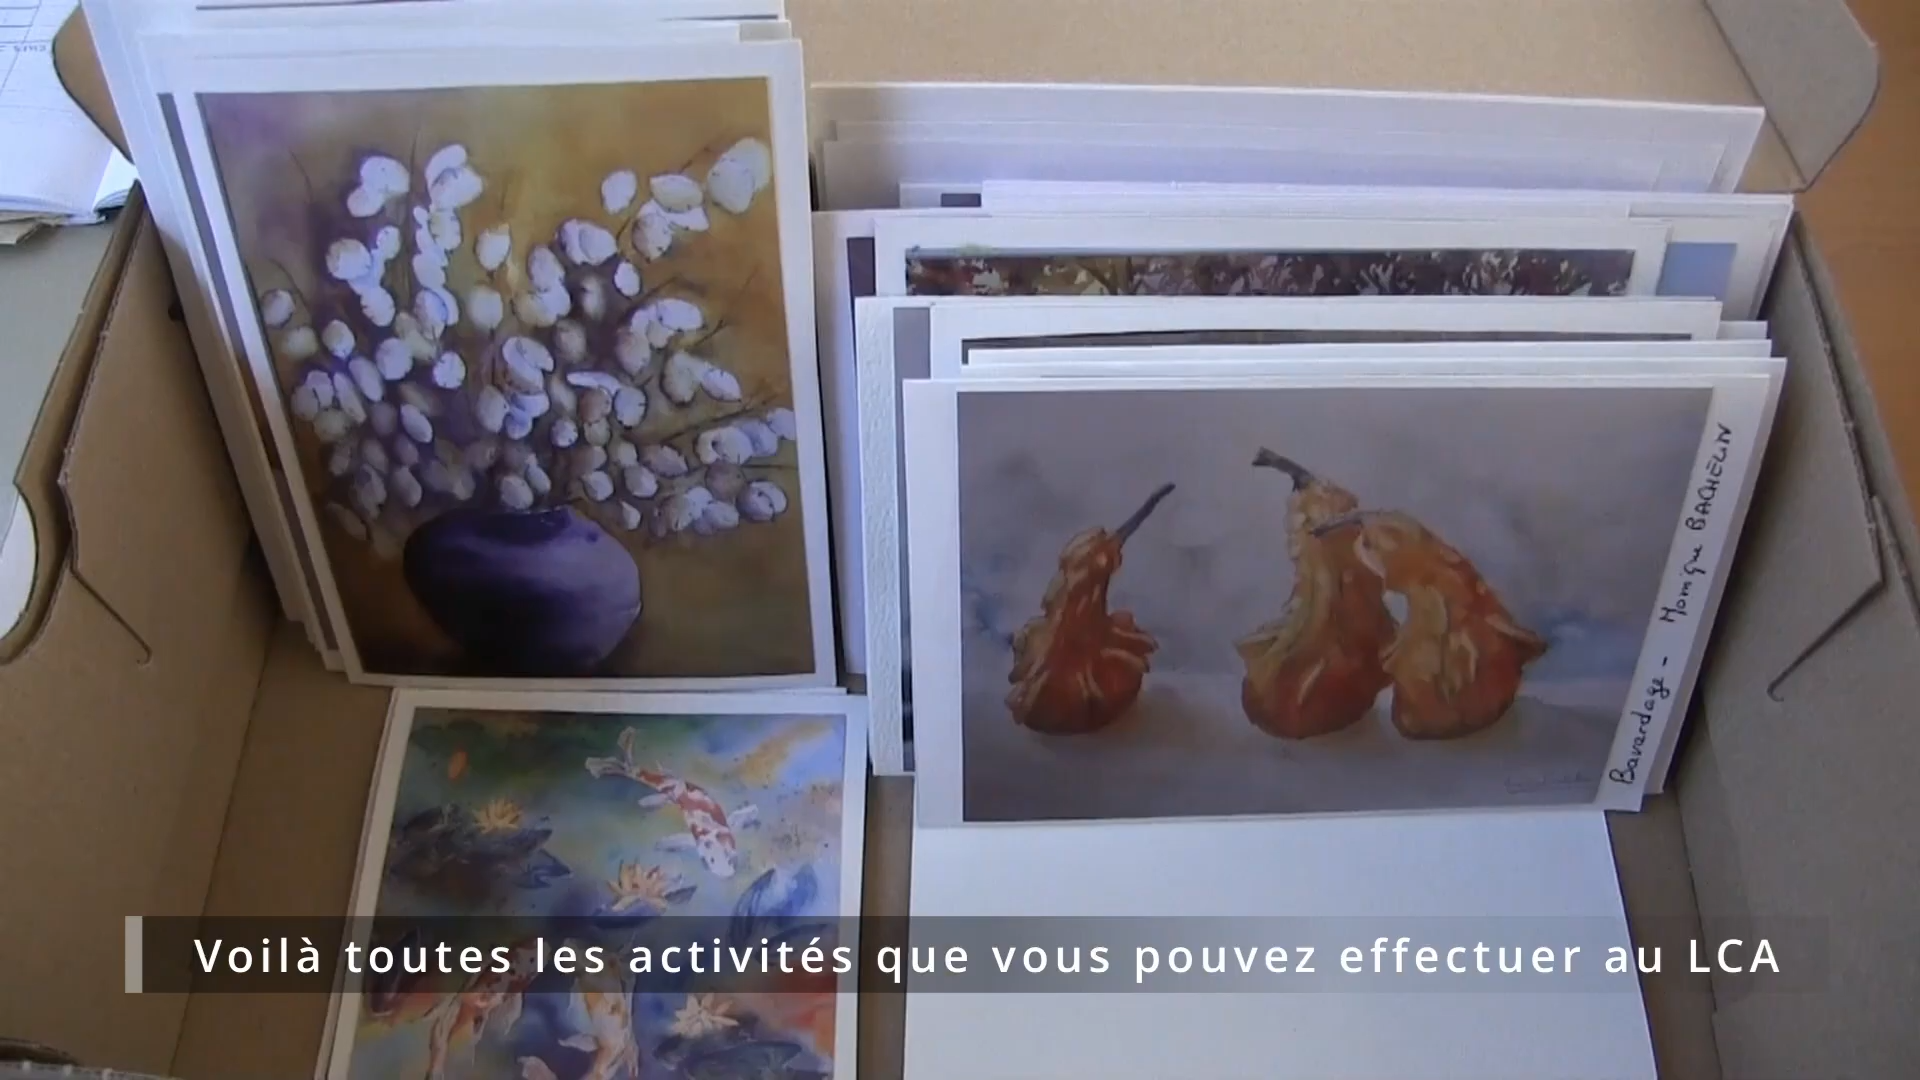 Bavardage - Monique BACHELIN
Voilà toutes les activités que vous pouvez effectuer au LCA